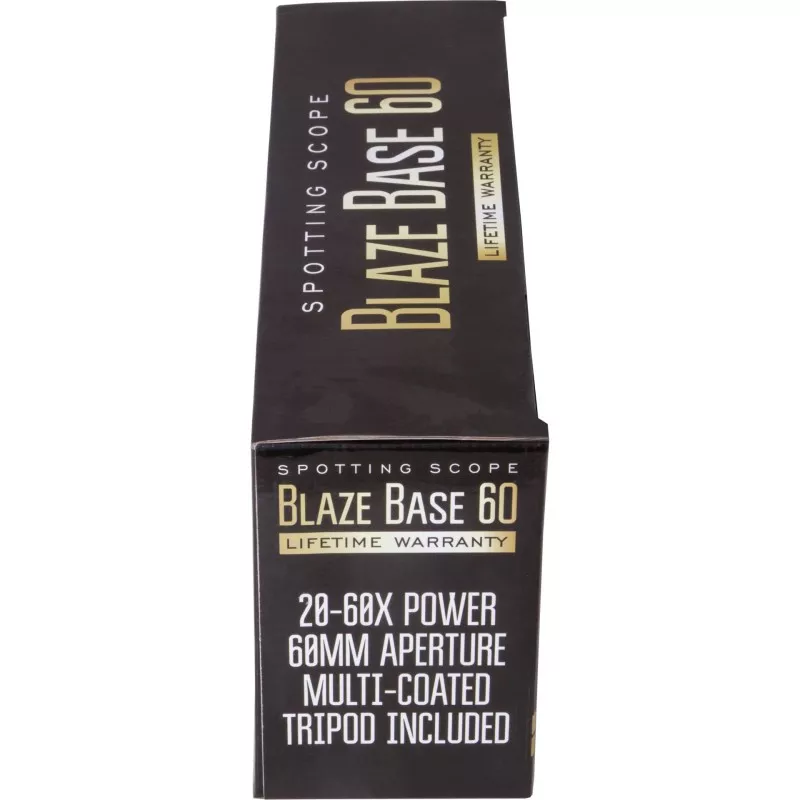 SPOTTING SCOPE
BLAZE BASE 60
LIFETIME WARRANTY
SPOTTING SCOPE
BLAZE BASE 60
LIFETIME WARRANTY
20-60X POWER
60MM APERTURE
MULTI-COATED
TRIPOD INCLUDED